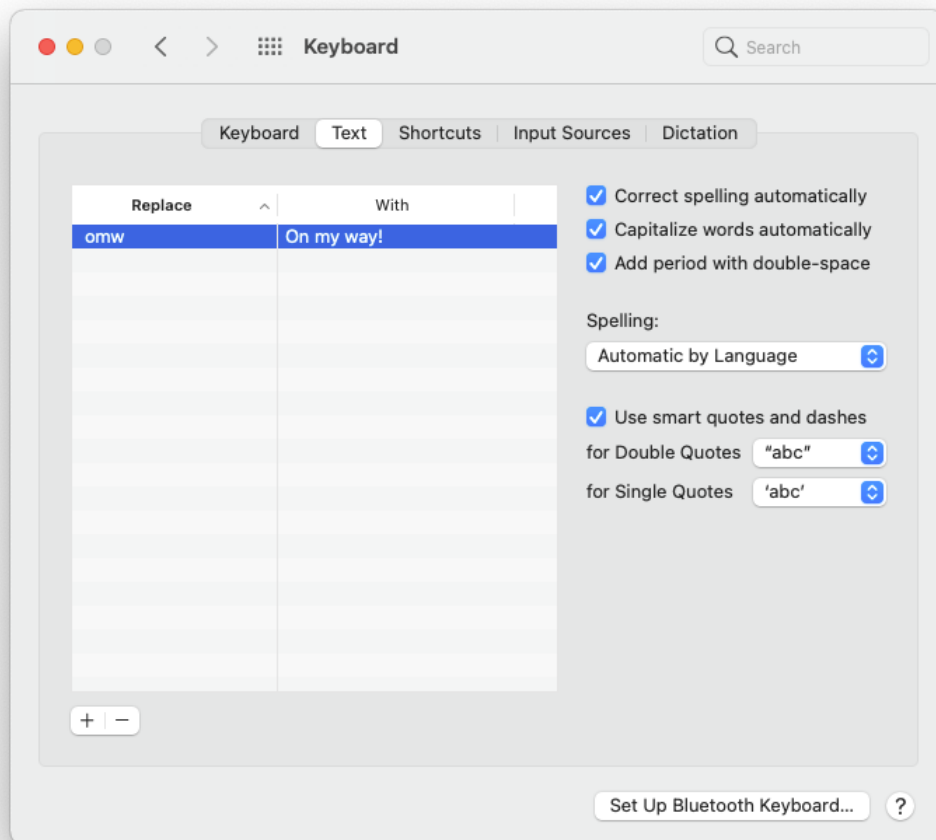 Keyboard
Search
Keyboard Text Shortcuts Input Sources Dictation
Replace With
omw On my way!
Correct spelling automatically
Capitalize words automatically
Add period with double-space
Spelling:
Automatic by Language
Use smart quotes and dashes
for Double Quotes “abc”
for Single Quotes ‘abc’
+ −
Set Up Bluetooth Keyboard... ?